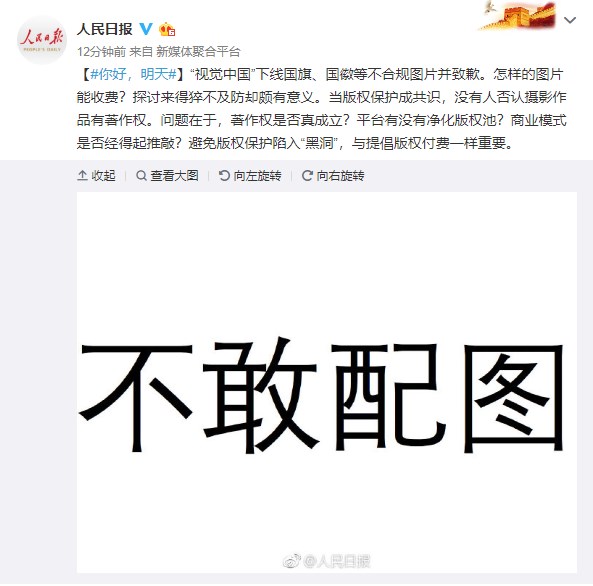 人民日报
PEOPLE'S DAILY
人民日报
12分钟前 来自 新媒体聚合平台
【#你好，明天#】“视觉中国”下线国旗、国徽等不合规图片并致歉。怎样的图片
能收费？探讨来得猝不及防却颇有意义。当版权保护成共识，没有人否认摄影作
品有著作权。问题在于，著作权是否真成立？平台有没有净化版权池？商业模式
是否经得起推敲？避免版权保护陷入“黑洞”，与提倡版权付费一样重要。
收起 查看大图 向左旋转 向右旋转
不敢配图
@人民日报